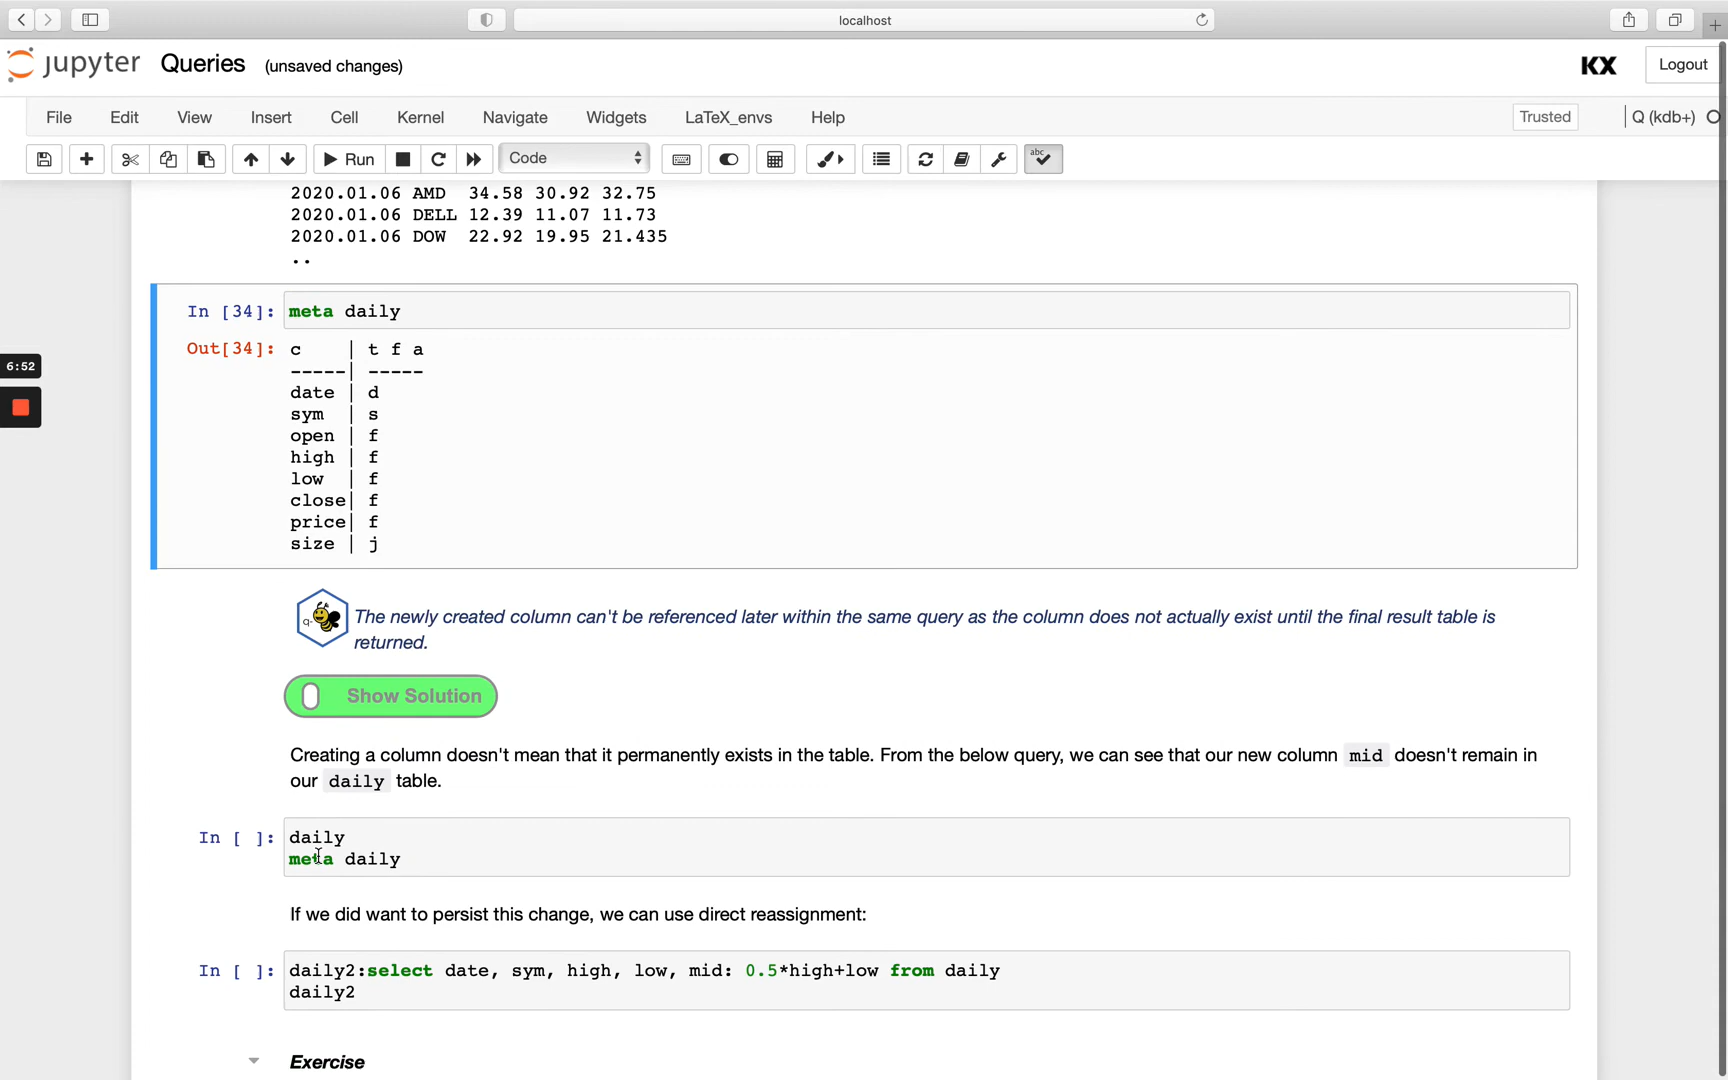 localhost
jupyter Queries (unsaved changes)
KX
Logout
File Edit View Insert Cell Kernel Navigate Widgets LaTeX_envs Help
Trusted
Q (kdb+)
Run
Code
abc
2020.01.06 AMD 34.58 30.92 32.75
2020.01.06 DELL 12.39 11.07 11.73
2020.01.06 DOW 22.92 19.95 21.435
..
In [34]: meta daily
Out[34]: c | t f a
-----| -----
date | d
sym | s
open | f
high | f
low | f
close| f
price| f
size | j
6:52
q-
The newly created column can't be referenced later within the same query as the column does not actually exist until the final result table is
returned.
Show Solution
Creating a column doesn't mean that it permanently exists in the table. From the below query, we can see that our new column mid doesn't remain in
our daily table.
In [ ]: daily
meta daily
If we did want to persist this change, we can use direct reassignment:
In [ ]: daily2:select date, sym, high, low, mid: 0.5*high+low from daily
daily2
Exercise